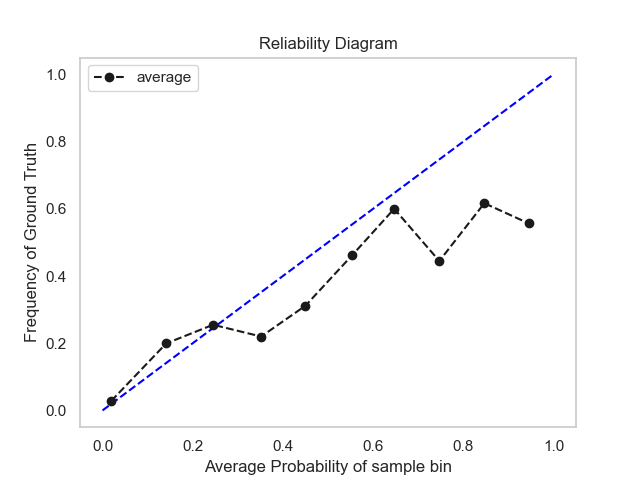 Reliability Diagram
average
1.0
0.8
0.6
0.4
0.2
0.0
Frequency of Ground Truth
0.0 0.2 0.4 0.6 0.8 1.0
Average Probability of sample bin